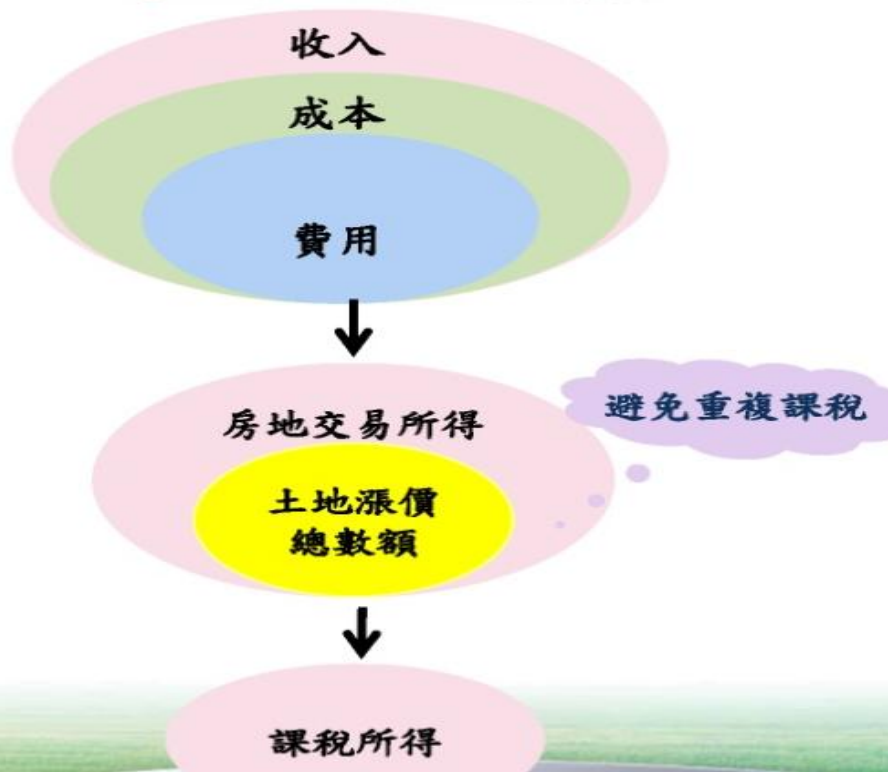 收入
成本
費用
房地交易所得
避免重複課稅
土地漲價
總數額
課稅所得